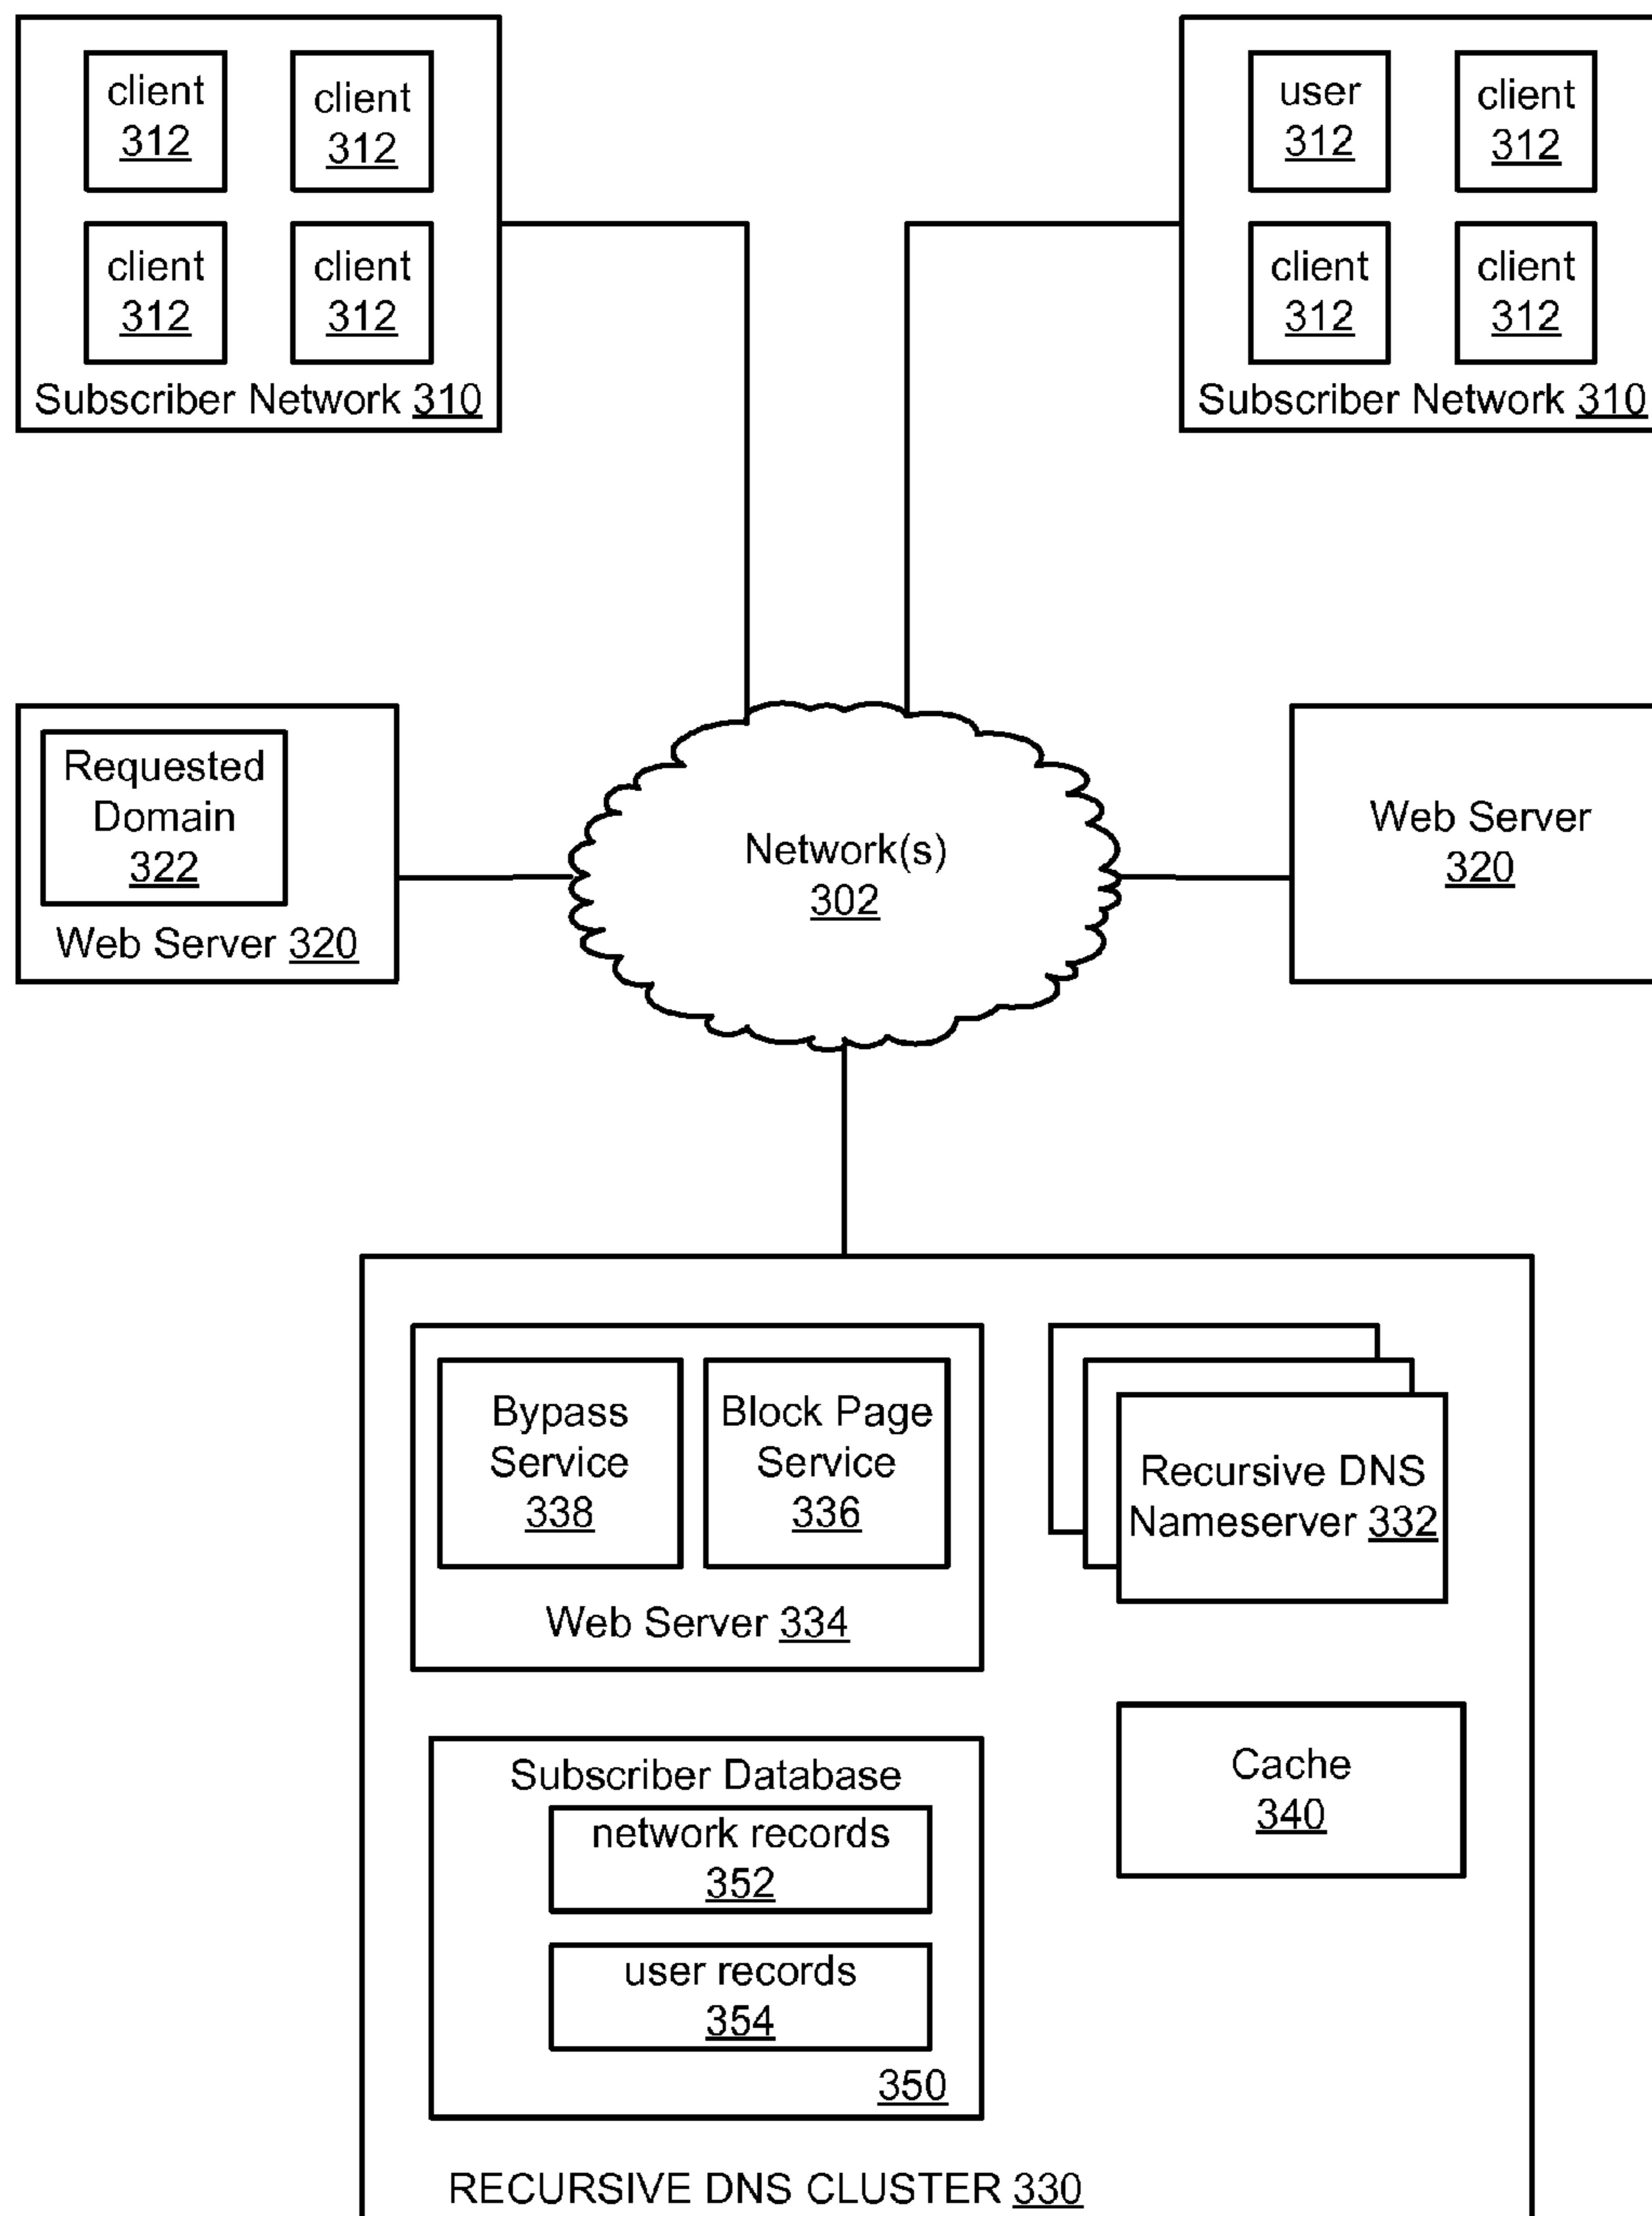 client
312
client
312
client
312
client
312
Subscriber Network 310
user
312
client
312
client
312
client
312
Subscriber Network 310
Requested
Domain
322
Web Server 320
Network(s)
302
Web Server
320
Bypass
Service
338
Block Page
Service
336
Web Server 334
Recursive DNS
Nameserver 332
Subscriber Database
network records
352
user records
354
350
Cache
340
RECURSIVE DNS CLUSTER 330